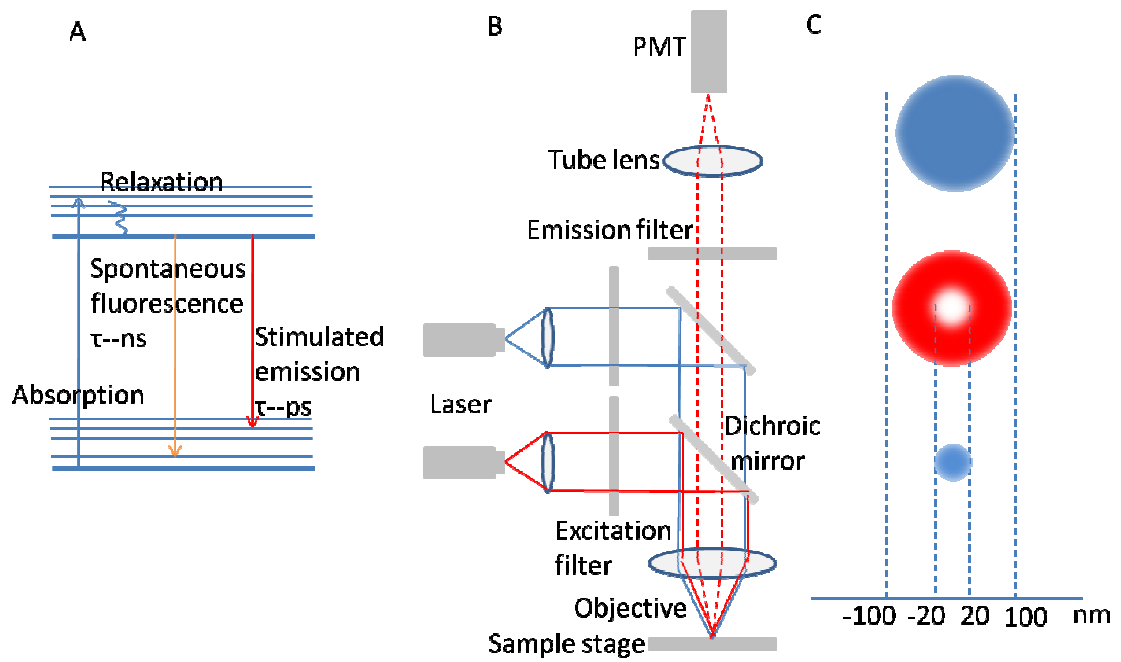 A
Relaxation
Spontaneous
fluorescence
τ--ns
Stimulated
emission
τ--ps
Absorption
B
PMT
Tube lens
Emission filter
Laser
Dichroic
mirror
Excitation
filter
Objective
Sample stage
C
-100 -20 20 100 nm